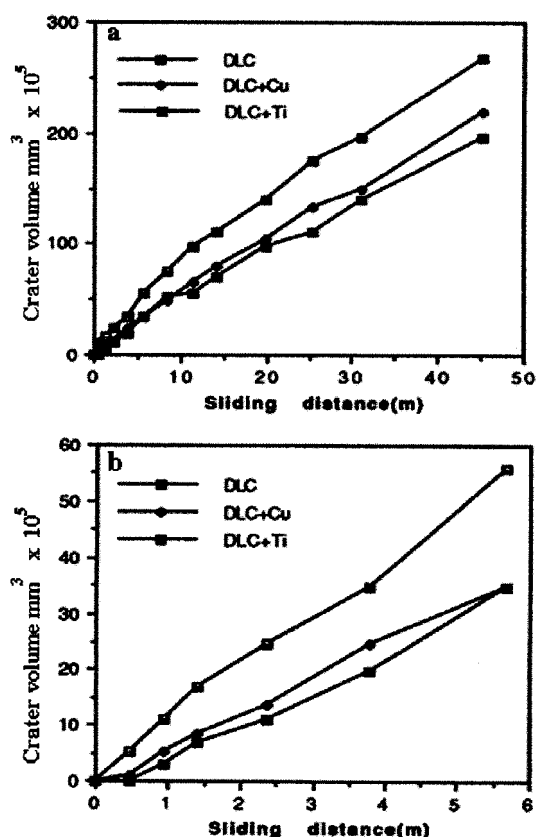 a
300
200
100
0
DLC
DLC+Cu
DLC+Ti
Crater volume mm³ x 10⁵
0 10 20 30 40 50
Sliding distance(m)
b
60
50
40
30
20
10
0
DLC
DLC+Cu
DLC+Ti
Crater volume mm³ x 10⁵
0 1 2 3 4 5 6
Sliding distance(m)